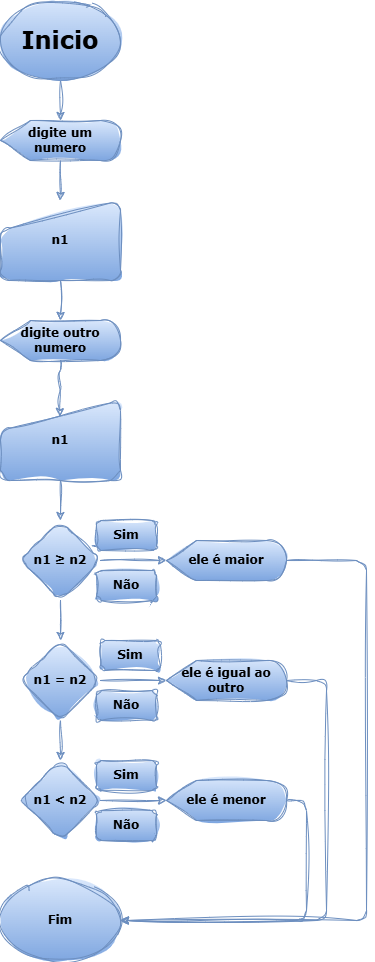 Inicio
digite um
numero
n1
digite outro
numero
n1
Sim
n1 ≥ n2
ele é maior
Não
Sim
n1 = n2
ele é igual ao
outro
Não
Sim
n1 < n2
ele é menor
Não
Fim